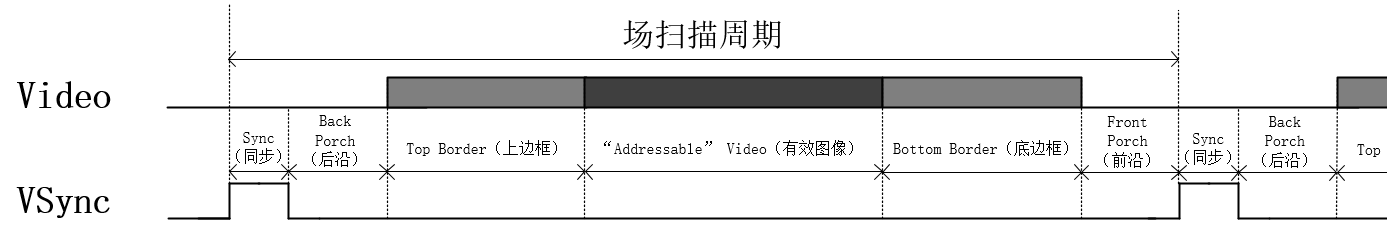 场扫描周期
Video
Sync
(同步)
Back
Porch
(后沿)
Top Border(上边框)
“Addressable” Video(有效图像)
Bottom Border(底边框)
Front
Porch
(前沿)
Sync
(同步)
Back
Porch
(后沿)
Top
VSync